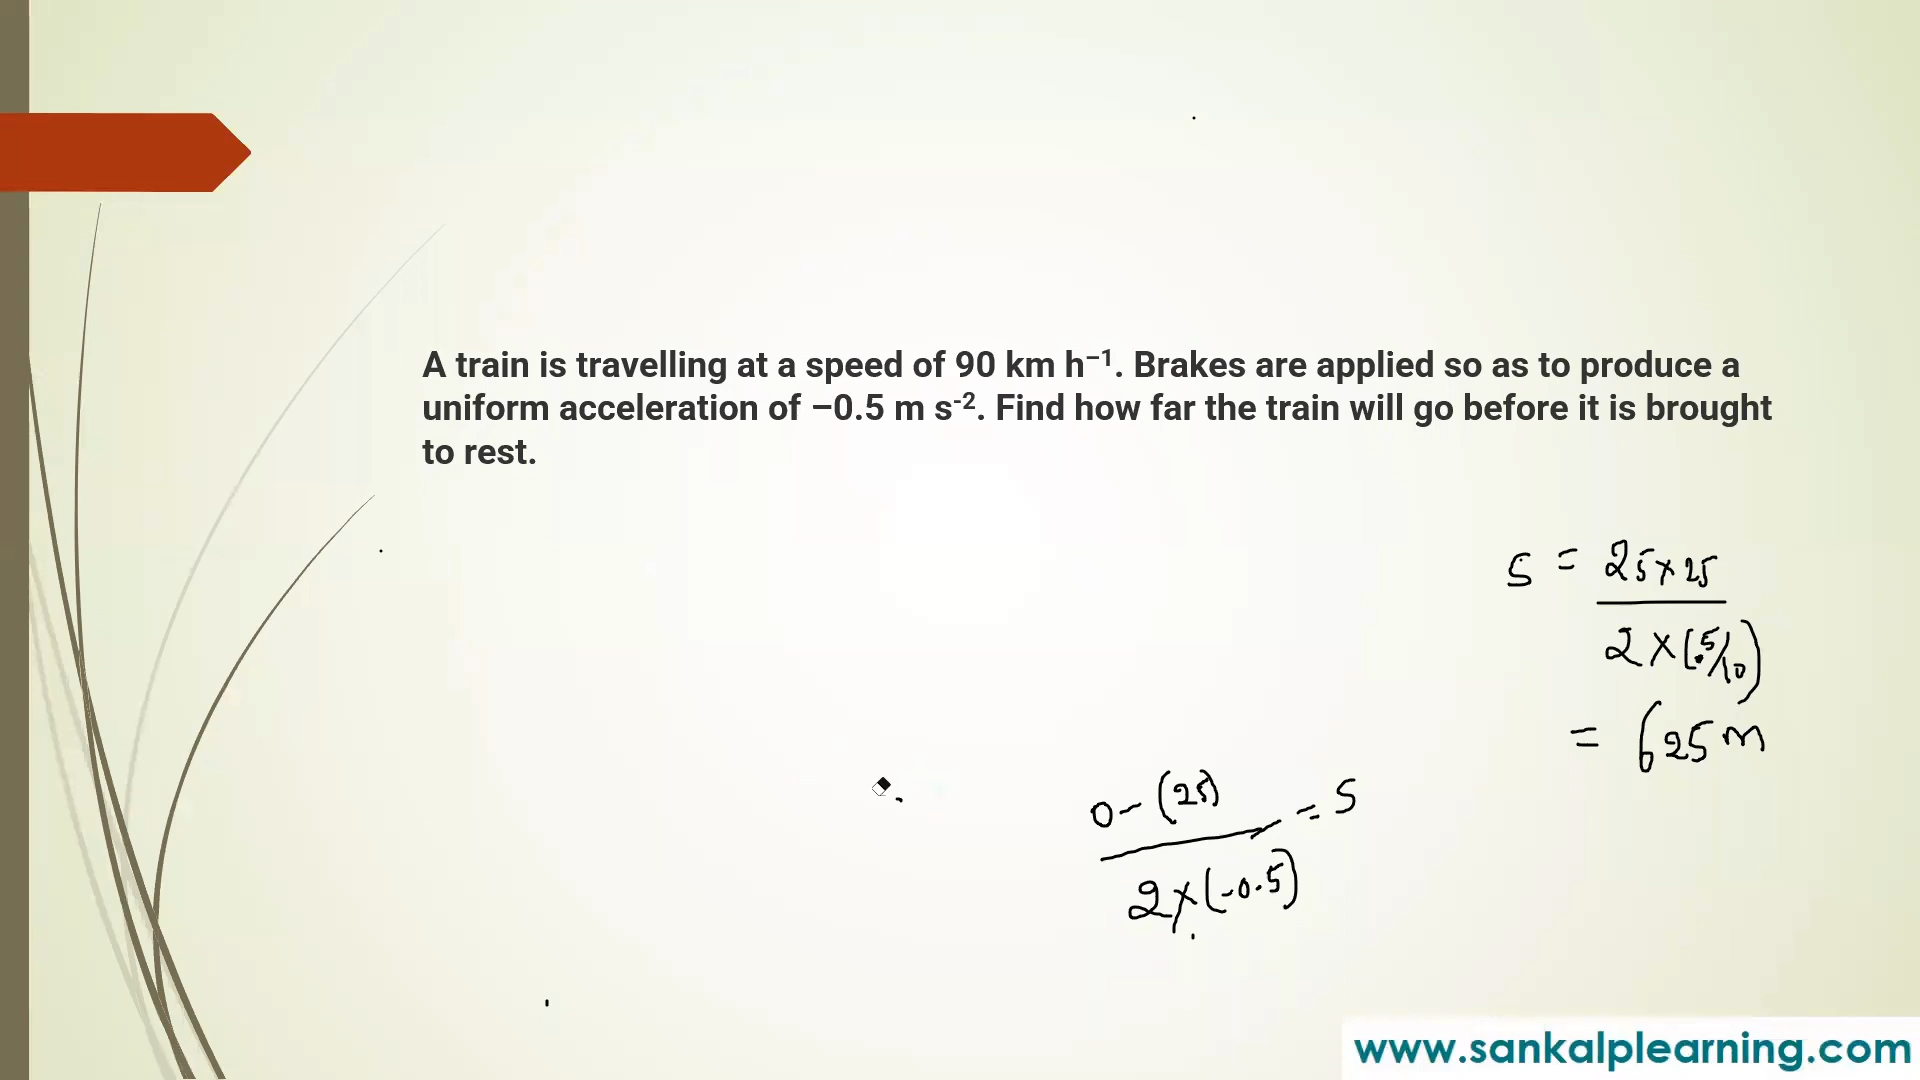 A train is travelling at a speed of 90 km h⁻¹. Brakes are applied so as to produce a
uniform acceleration of −0.5 m s⁻². Find how far the train will go before it is brought
to rest.
S = 25×25
2×(.5/10)
= 625 m
0-(25) = S
2×(-0.5)
www.sankalplearning.com